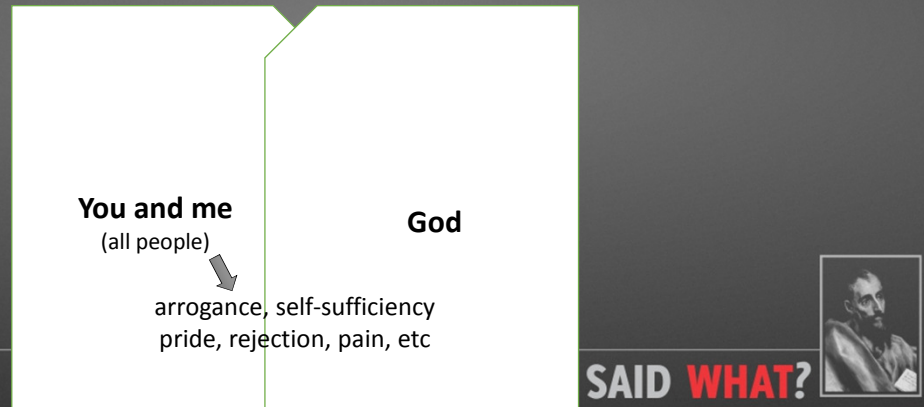 You and me
(all people)
God
arrogance, self-sufficiency
pride, rejection, pain, etc
SAID WHAT?